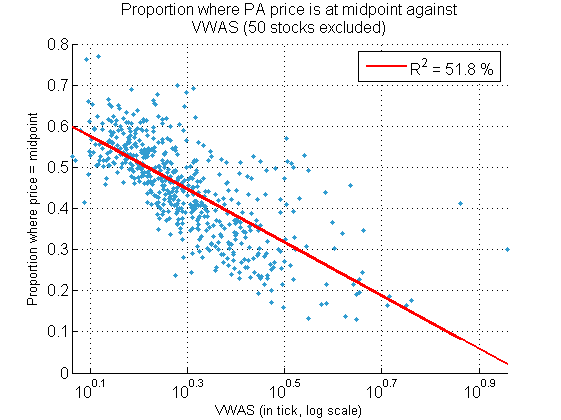 Proportion where PA price is at midpoint against
VWAS (50 stocks excluded)
R² = 51.8 %
Proportion where price = midpoint
0.8
0.7
0.6
0.5
0.4
0.3
0.2
0.1
0
10^0.1 10^0.3 10^0.5 10^0.7 10^0.9
VWAS (in tick, log scale)